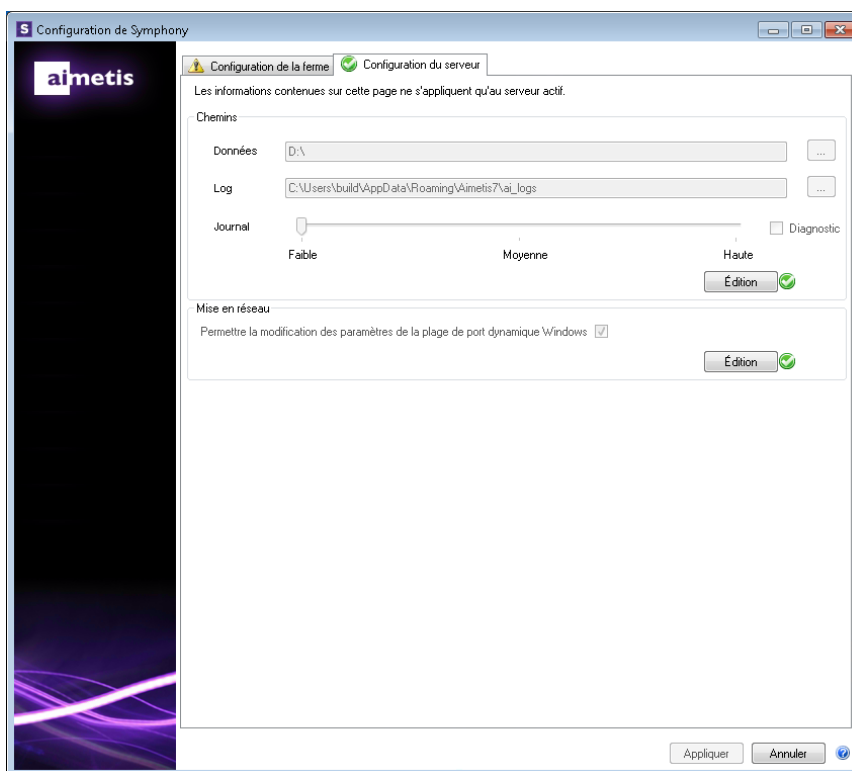 S Configuration de Symphony
aimetis
Configuration de la ferme
Configuration du serveur
Les informations contenues sur cette page ne s'appliquent qu'au serveur actif.
Chemins
Données D:\ ...
Log C:\Users\build\AppData\Roaming\Aimetis7\ai_logs ...
Journal Diagnostic
Faible Moyenne Haute
Édition
Mise en réseau
Permettre la modification des paramètres de la plage de port dynamique Windows
Édition
Appliquer Annuler ?